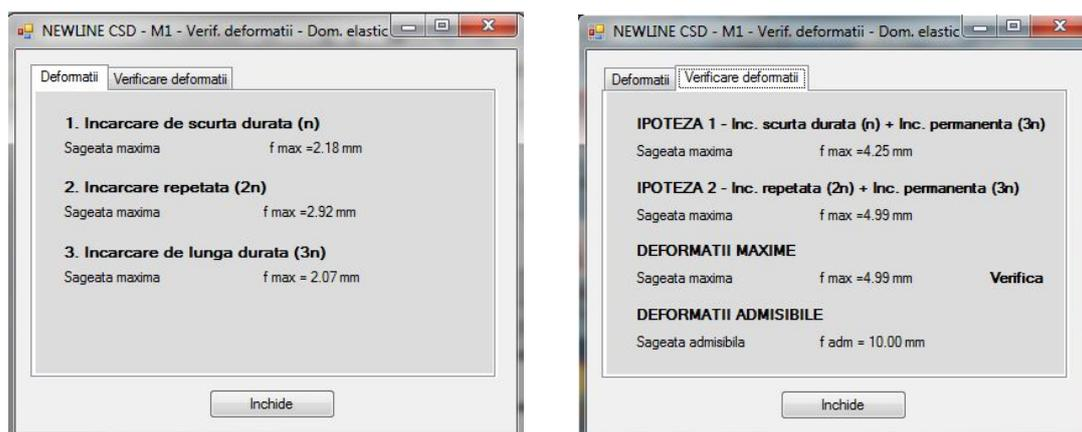 NEWLINE CSD - M1 - Verif. deformatii - Dom. elastic
Deformatii Verificare deformatii
1. Incarcare de scurta durata (n)
Sageata maxima f max =2.18 mm
2. Incarcare repetata (2n)
Sageata maxima f max =2.92 mm
3. Incarcare de lunga durata (3n)
Sageata maxima f max = 2.07 mm
Inchide
NEWLINE CSD - M1 - Verif. deformatii - Dom. elastic
Deformatii Verificare deformatii
IPOTEZA 1 - Inc. scurta durata (n) + Inc. permanenta (3n)
Sageata maxima f max =4.25 mm
IPOTEZA 2 - Inc. repetata (2n) + Inc. permanenta (3n)
Sageata maxima f max =4.99 mm
DEFORMATII MAXIME
Sageata maxima f max =4.99 mm Verifica
DEFORMATII ADMISIBILE
Sageata admisibila f adm = 10.00 mm
Inchide